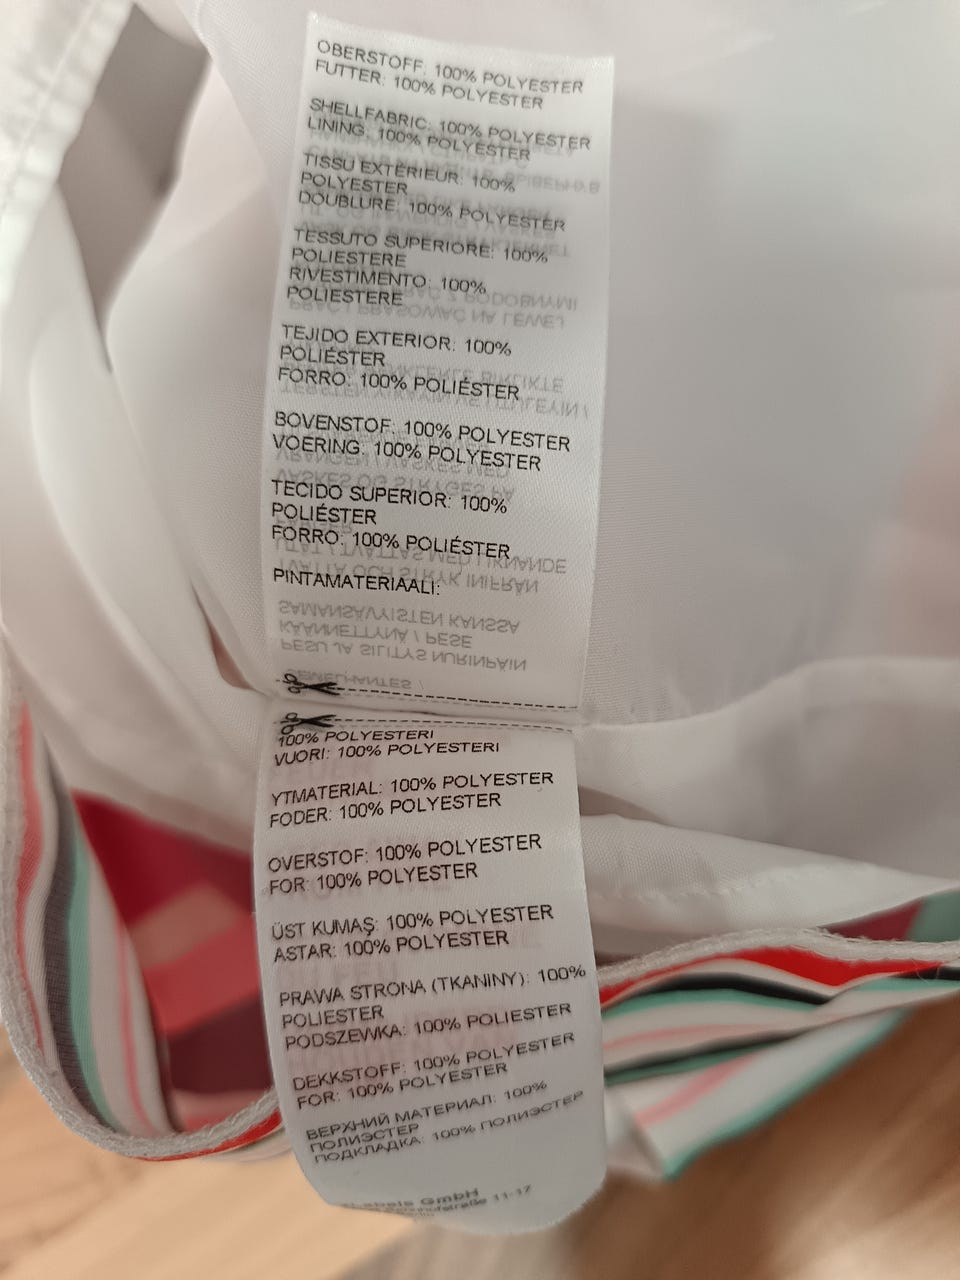 OBERSTOFF: 100% POLYESTER
FUTTER: 100% POLYESTER
SHELLFABRIC: 100% POLYESTER
LINING: 100% POLYESTER
TISSU EXTÉRIEUR: 100%
POLYESTER
DOUBLURE: 100% POLYESTER
TESSUTO SUPERIORE: 100%
POLIESTERE
RIVESTIMENTO: 100%
POLIESTERE
TEJIDO EXTERIOR: 100%
POLIÉSTER
FORRO: 100% POLIÉSTER
BOVENSTOF: 100% POLYESTER
VOERING: 100% POLYESTER
TECIDO SUPERIOR: 100%
POLIÉSTER
FORRO: 100% POLIÉSTER
PINTAMATERIAALI:
100% POLYESTERI
VUORI: 100% POLYESTERI
YTMATERIAL: 100% POLYESTER
FODER: 100% POLYESTER
OVERSTOF: 100% POLYESTER
FOR: 100% POLYESTER
ÜST KUMAŞ: 100% POLYESTER
ASTAR: 100% POLYESTER
PRAWA STRONA (TKANINY): 100%
POLIESTER
PODSZEWKA: 100% POLIESTER
DEKKSTOFF: 100% POLYESTER
FOR: 100% POLYESTER
ВЕРХНИЙ МАТЕРИАЛ: 100%
ПОЛИЭСТЕР
ПОДКЛАДКА: 100% ПОЛИЭСТЕР
GmbH
11-17